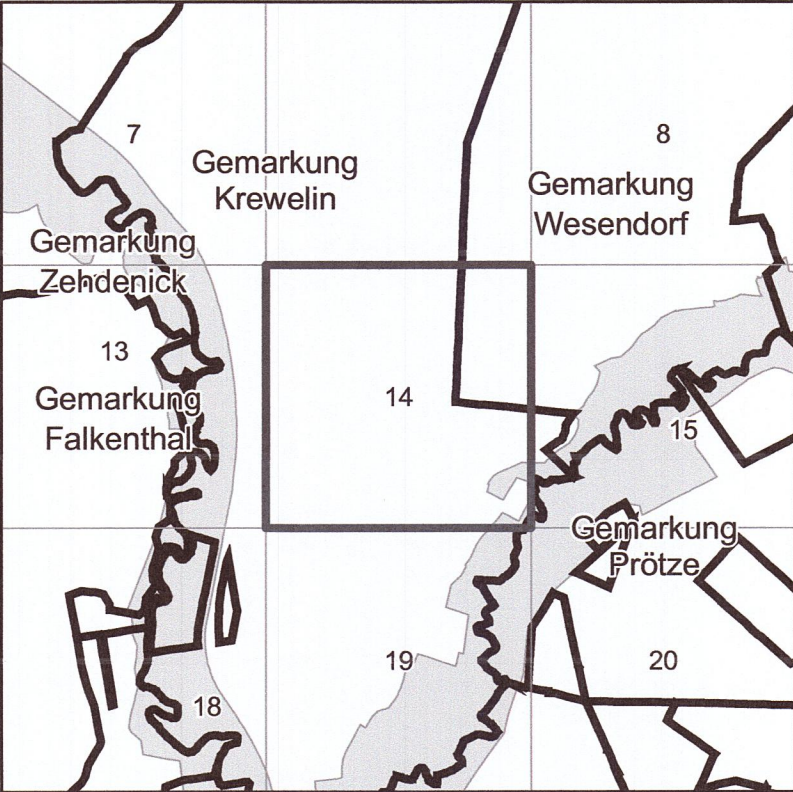 7
8
Gemarkung
Krewelin
Gemarkung
Wesendorf
Gemarkung
Zehdenick
13
14
Gemarkung
Falkenthal
15
Gemarkung
Prötze
19
20
18